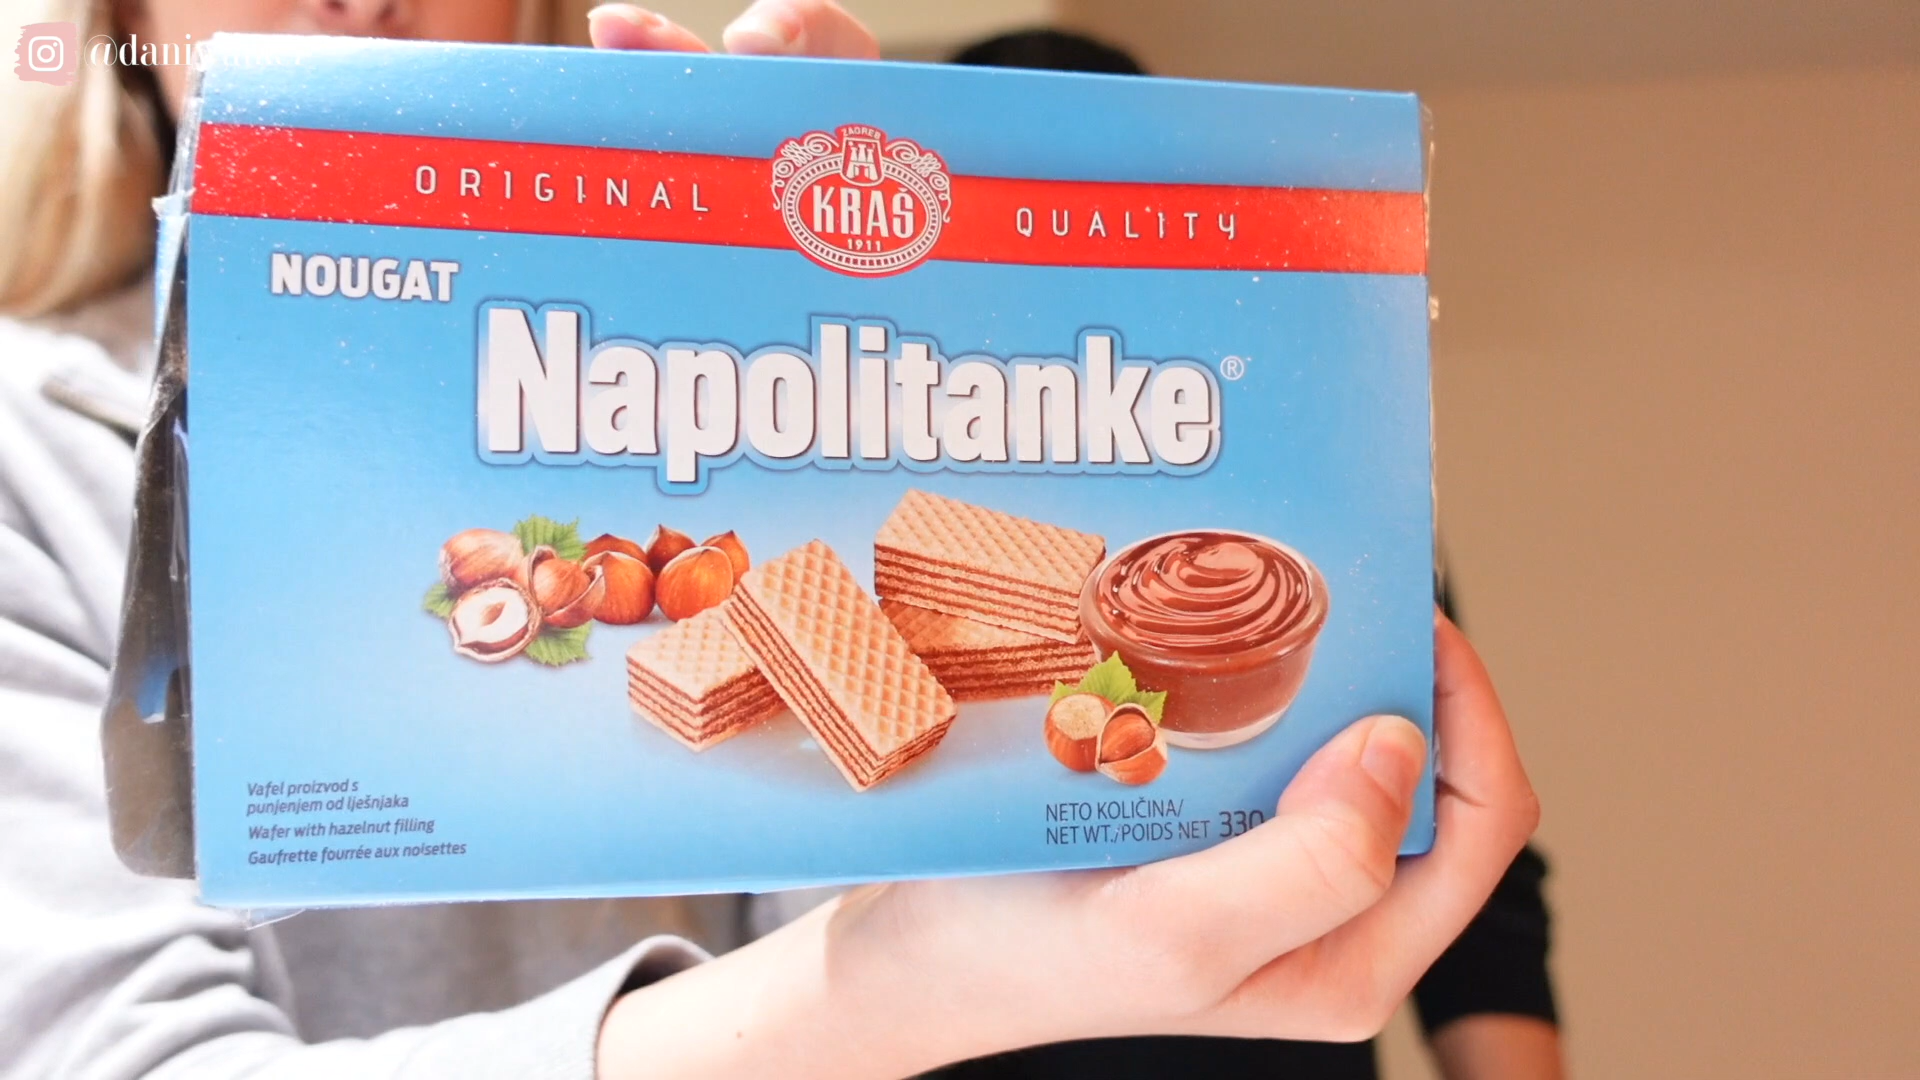 ZAGREB
ORIGINAL KRAŠ QUALITY
1911
NOUGAT
Napolitanke®
Vafel proizvod s
punjenjem od lješnjaka
Wafer with hazelnut filling
Gaufrette fourrée aux noisettes
NETO KOLIČINA/
NET WT./POIDS NET 330